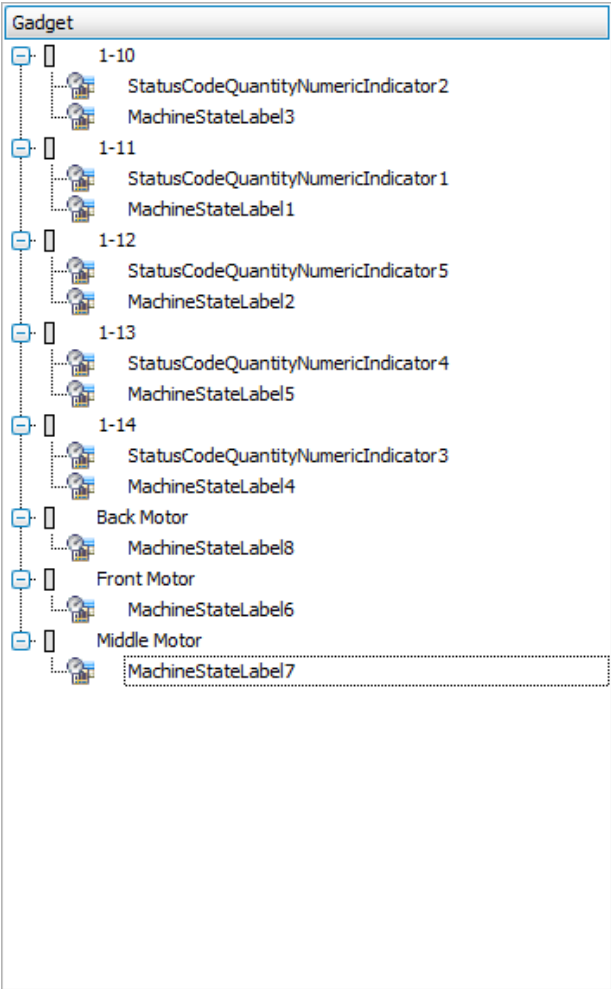 Gadget
1-10
StatusCodeQuantityNumericIndicator2
MachineStateLabel3
1-11
StatusCodeQuantityNumericIndicator1
MachineStateLabel1
1-12
StatusCodeQuantityNumericIndicator5
MachineStateLabel2
1-13
StatusCodeQuantityNumericIndicator4
MachineStateLabel5
1-14
StatusCodeQuantityNumericIndicator3
MachineStateLabel4
Back Motor
MachineStateLabel8
Front Motor
MachineStateLabel6
Middle Motor
MachineStateLabel7